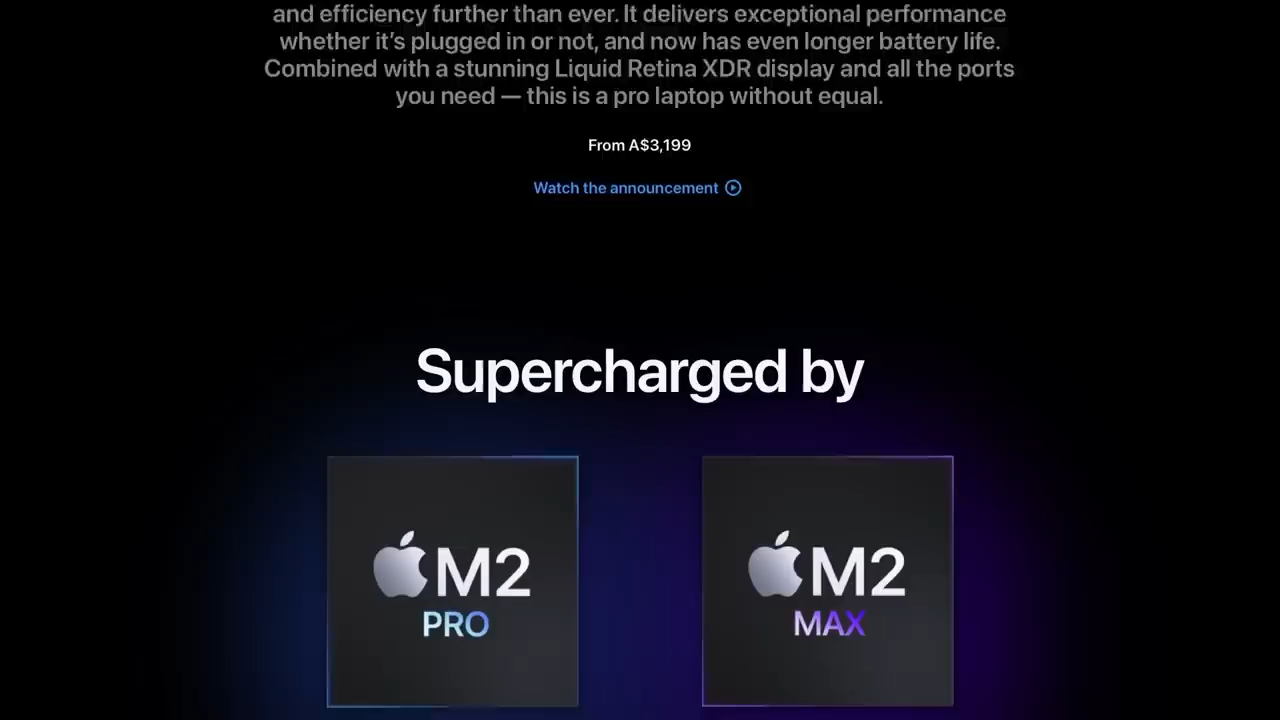 and efficiency further than ever. It delivers exceptional performance
whether it’s plugged in or not, and now has even longer battery life.
Combined with a stunning Liquid Retina XDR display and all the ports
you need — this is a pro laptop without equal.
From A$3,199
Watch the announcement
Supercharged by
M2
PRO
M2
MAX